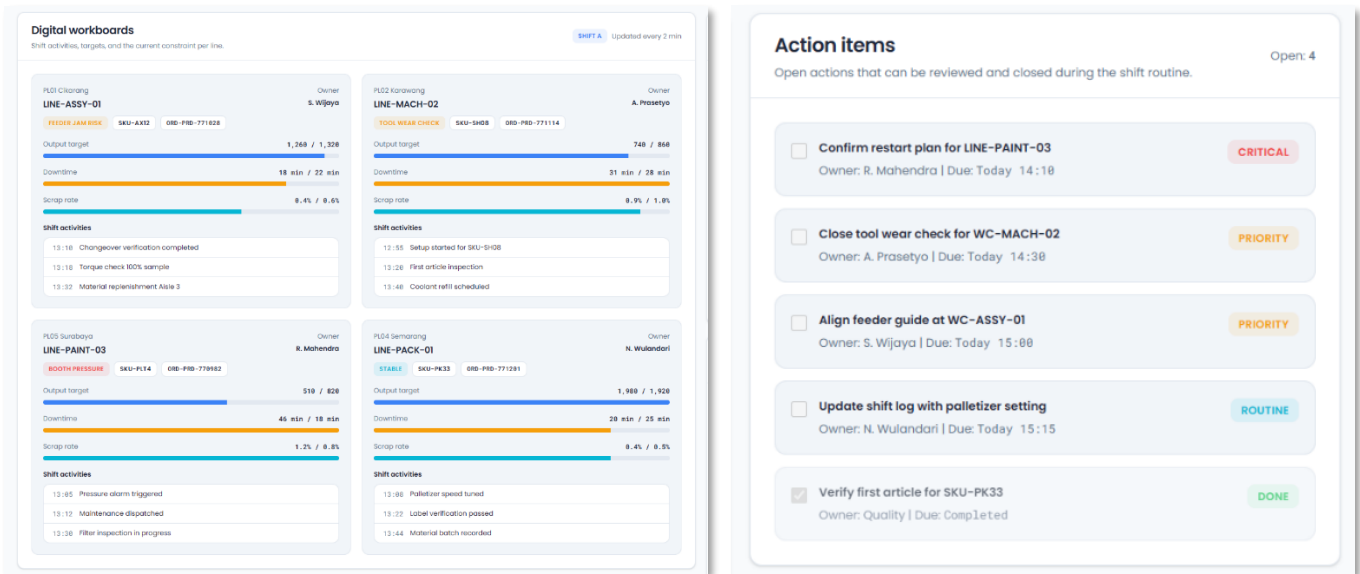 Digital workboards
Shift activities, targets, and the current constraint per line.
SHIFT A Updated every 2 min
PL01 Cikarang Owner
LINE-ASSY-01 S. Wijaya
FEEDER JAM RISK SKU-AX12 ORD-PRD-771028
Output target 1,260 / 1,320
Downtime 18 min / 22 min
Scrap rate 0.4% / 0.6%
Shift activities
13:10 Changeover verification completed
13:18 Torque check 100% sample
13:32 Material replenishment Aisle 3
PL02 Karawang Owner
LINE-MACH-02 A. Prasetyo
TOOL WEAR CHECK SKU-SH08 ORD-PRD-771114
Output target 740 / 860
Downtime 31 min / 28 min
Scrap rate 0.9% / 1.0%
Shift activities
12:55 Setup started for SKU-SH08
13:20 First article inspection
13:40 Coolant refill scheduled
PL05 Surabaya Owner
LINE-PAINT-03 R. Mahendra
BOOTH PRESSURE SKU-PLT4 ORD-PRD-770982
Output target 510 / 820
Downtime 46 min / 18 min
Scrap rate 1.2% / 0.8%
Shift activities
13:05 Pressure alarm triggered
13:12 Maintenance dispatched
13:30 Filter inspection in progress
PL04 Semarang Owner
LINE-PACK-01 N. Wulandari
STABLE SKU-PK33 ORD-PRD-771201
Output target 1,980 / 1,920
Downtime 20 min / 25 min
Scrap rate 0.4% / 0.5%
Shift activities
13:08 Palletizer speed tuned
13:22 Label verification passed
13:44 Material batch recorded
Action items
Open actions that can be reviewed and closed during the shift routine.
Open: 4
Confirm restart plan for LINE-PAINT-03
Owner: R. Mahendra | Due: Today 14:10
CRITICAL
Close tool wear check for WC-MACH-02
Owner: A. Prasetyo | Due: Today 14:30
PRIORITY
Align feeder guide at WC-ASSY-01
Owner: S. Wijaya | Due: Today 15:00
PRIORITY
Update shift log with palletizer setting
Owner: N. Wulandari | Due: Today 15:15
ROUTINE
Verify first article for SKU-PK33
Owner: Quality | Due: Completed
DONE